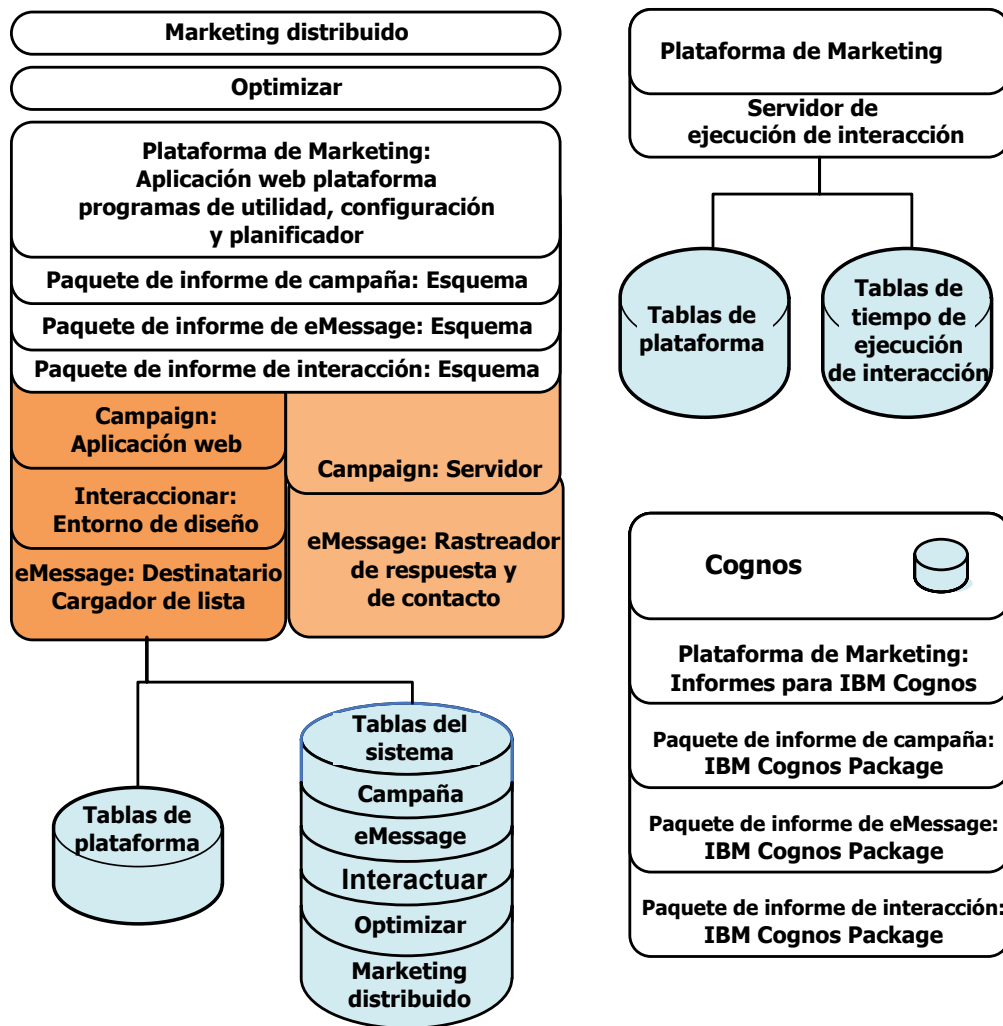 Marketing distribuido
Optimizar
Plataforma de Marketing:
Aplicación web plataforma
programas de utilidad, configuración
y planificador
Paquete de informe de campaña: Esquema
Paquete de informe de eMessage: Esquema
Paquete de informe de interacción: Esquema
Campaign:
Aplicación web
Interaccionar:
Entorno de diseño
eMessage: Destinatario
Cargador de lista
Campaign: Servidor
eMessage: Rastreador
de respuesta y
de contacto
Tablas de
plataforma
Tablas del
sistema
Campaña
eMessage
Interactuar
Optimizar
Marketing
distribuido
Plataforma de Marketing
Servidor de
ejecución de interacción
Tablas de
plataforma
Tablas de
tiempo de
ejecución
de interacción
Cognos
Plataforma de Marketing:
Informes para IBM Cognos
Paquete de informe de campaña:
IBM Cognos Package
Paquete de informe de eMessage:
IBM Cognos Package
Paquete de informe de interacción:
IBM Cognos Package